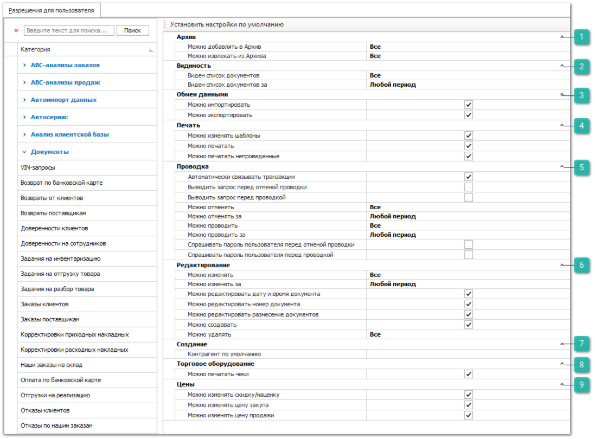 Разрешения для пользователя
Введите текст для поиска...
Поиск
Категория
ABC-анализы заказов
ABC-анализы продаж
Автоимпорт данных
Автосервис
Анализ клиентской базы
Документы
VIN-запросы
Возврат по банковской карте
Возвраты от клиентов
Возвраты поставщикам
Доверенности клиентов
Доверенности на сотрудников
Задания на инвентаризацию
Задания на отгрузку товара
Задания на разбор товара
Заказы клиентов
Заказы поставщикам
Корректировки приходных накладных
Корректировки расходных накладных
Наши заказы на склад
Оплата по банковской карте
Отгрузки на реализацию
Отказы клиентов
Отказы по нашим заказам
Установить настройки по умолчанию
Архив 1
Можно добавлять в Архив Все
Можно извлекать из Архива Все
Видимость 2
Виден список документов Все
Виден список документов за Любой период
Обмен данными 3
Можно импортировать
Можно экспортировать
Печать 4
Можно изменять шаблоны
Можно печатать
Можно печатать непроведенные
Проводка 5
Автоматически связывать транзакции
Выводить запрос перед отменой проводки
Выводить запрос перед проводкой
Можно отменять Все
Можно отменять за Любой период
Можно проводить Все
Можно проводить за Любой период
Спрашивать пароль пользователя перед отменой проводки
Спрашивать пароль пользователя перед проводкой
Редактирование 6
Можно изменять Все
Можно изменять за Любой период
Можно редактировать дату и время документа
Можно редактировать номер документа
Можно редактировать разнесение документов
Можно создавать
Можно удалять Все
Создание 7
Контрагент по умолчанию
Торговое оборудование 8
Можно печатать чеки
Цены 9
Можно изменять скидку/наценку
Можно изменять цену закупа
Можно изменять цену продажи